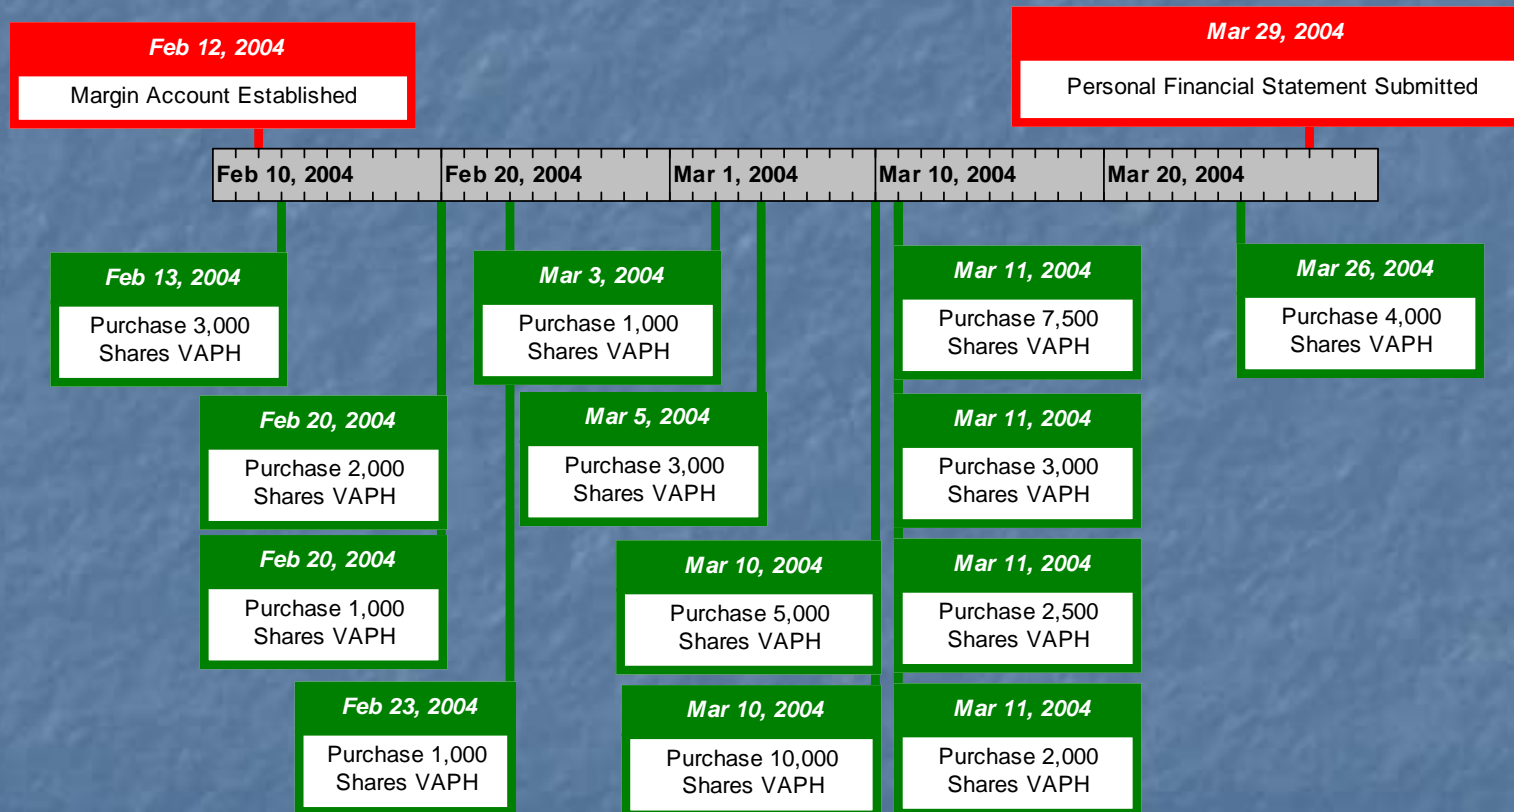 Feb 12, 2004
Margin Account Established
Mar 29, 2004
Personal Financial Statement Submitted
Feb 10, 2004
Feb 20, 2004
Mar 1, 2004
Mar 10, 2004
Mar 20, 2004
Feb 13, 2004
Purchase 3,000
Shares VAPH
Feb 20, 2004
Purchase 2,000
Shares VAPH
Feb 20, 2004
Purchase 1,000
Shares VAPH
Feb 23, 2004
Purchase 1,000
Shares VAPH
Mar 3, 2004
Purchase 1,000
Shares VAPH
Mar 5, 2004
Purchase 3,000
Shares VAPH
Mar 10, 2004
Purchase 5,000
Shares VAPH
Mar 10, 2004
Purchase 10,000
Shares VAPH
Mar 11, 2004
Purchase 7,500
Shares VAPH
Mar 11, 2004
Purchase 3,000
Shares VAPH
Mar 11, 2004
Purchase 2,500
Shares VAPH
Mar 11, 2004
Purchase 2,000
Shares VAPH
Mar 26, 2004
Purchase 4,000
Shares VAPH